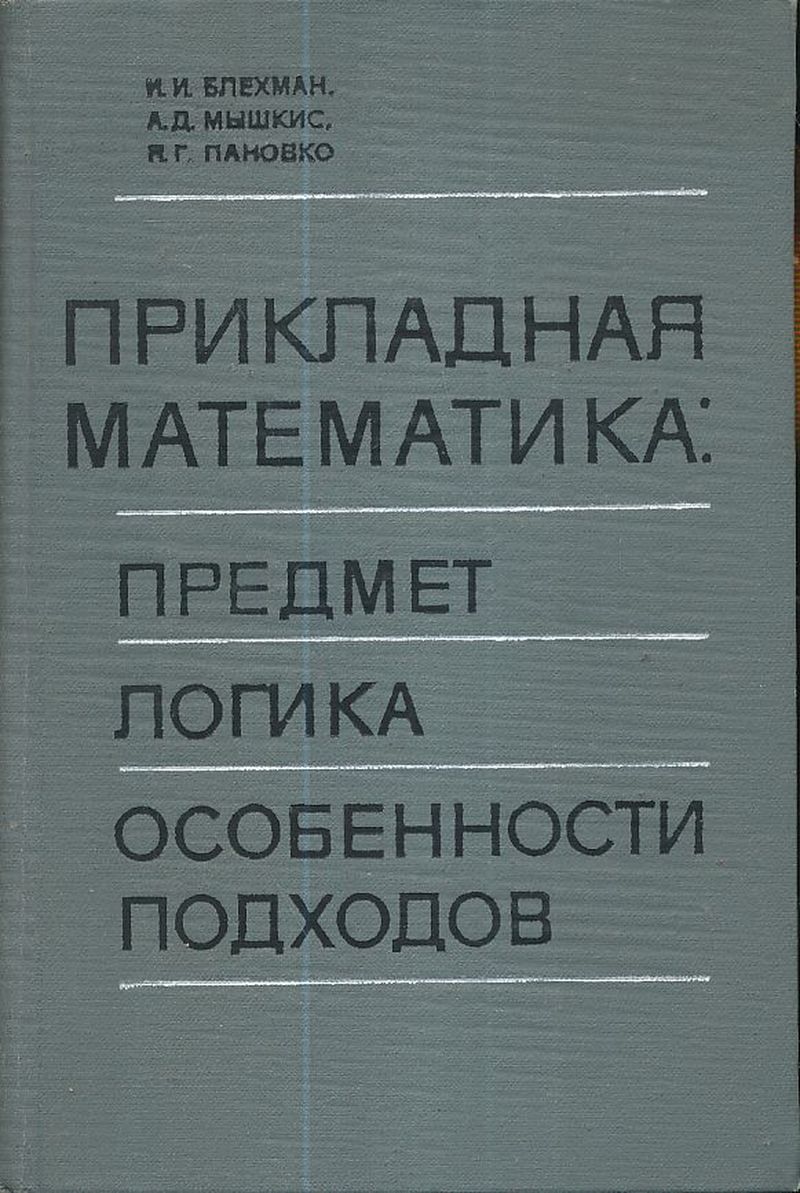 И. И. БЛЕХМАН,
А. Д. МЫШКИС,
Я. Г. ПАНОВКО
ПРИКЛАДНАЯ
МАТЕМАТИКА:
ПРЕДМЕТ
ЛОГИКА
ОСОБЕННОСТИ
ПОДХОДОВ